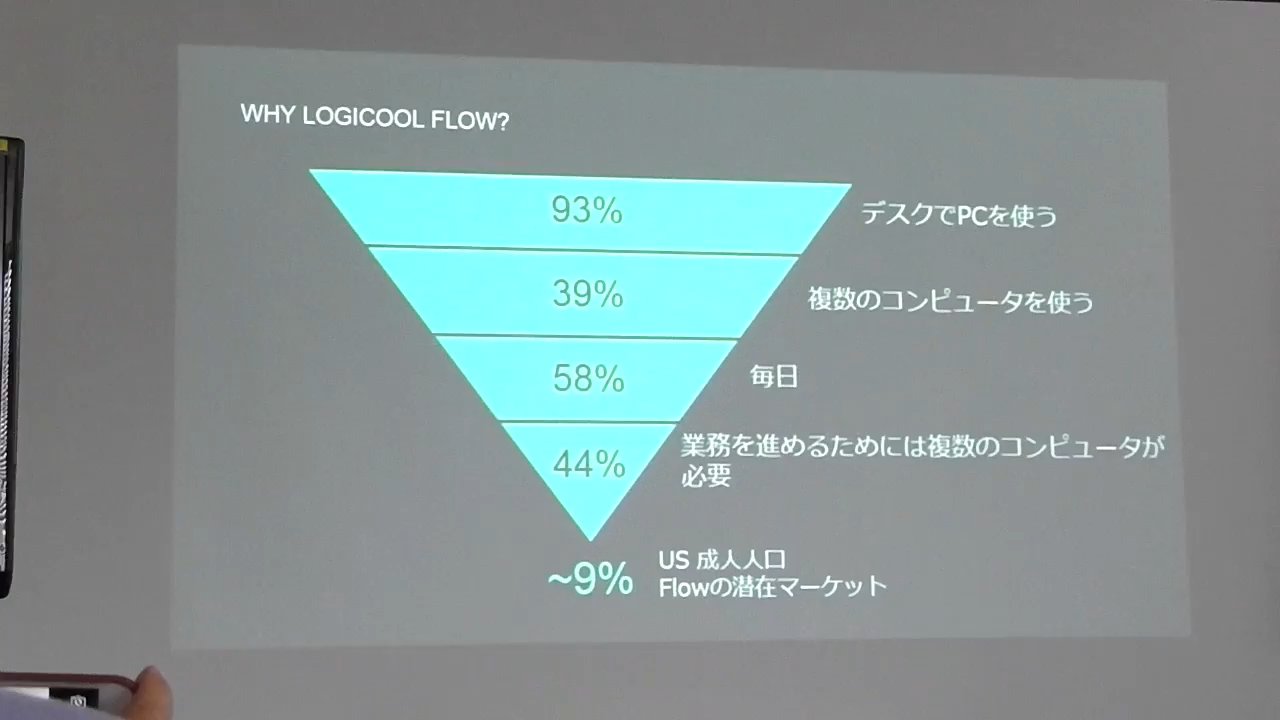 WHY LOGICOOL FLOW?
93%
デスクでPCを使う
39%
複数のコンピュータを使う
58%
毎日
44%
業務を進めるためには複数のコンピュータが
必要
~9%
US 成人人口
Flowの潜在マーケット